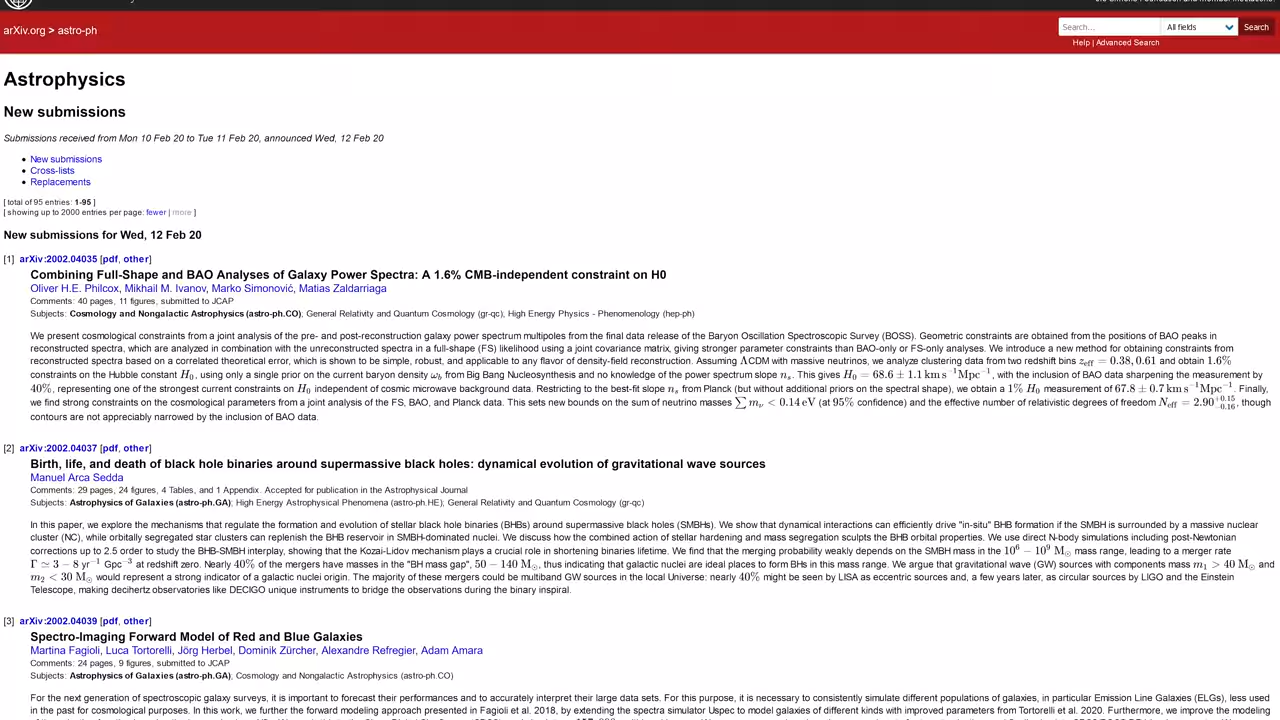 arXiv.org > astro-ph
Search...
All fields
Search
Help | Advanced Search
Astrophysics
New submissions
Submissions received from Mon 10 Feb 20 to Tue 11 Feb 20, announced Wed, 12 Feb 20
• New submissions
• Cross-lists
• Replacements
[ total of 95 entries: 1-95 ]
[ showing up to 2000 entries per page: fewer | more ]
New submissions for Wed, 12 Feb 20
[1] arXiv:2002.04035 [pdf, other]
Combining Full-Shape and BAO Analyses of Galaxy Power Spectra: A 1.6% CMB-independent constraint on H0
Oliver H.E. Philcox, Mikhail M. Ivanov, Marko Simonović, Matias Zaldarriaga
Comments: 40 pages, 11 figures, submitted to JCAP
Subjects: Cosmology and Nongalactic Astrophysics (astro-ph.CO); General Relativity and Quantum Cosmology (gr-qc); High Energy Physics - Phenomenology (hep-ph)
We present cosmological constraints from a joint analysis of the pre- and post-reconstruction galaxy power spectrum multipoles from the final data release of the Baryon Oscillation Spectroscopic Survey (BOSS). Geometric constraints are obtained from the positions of BAO peaks in
reconstructed spectra, which are analyzed in combination with the unreconstructed spectra in a full-shape (FS) likelihood using a joint covariance matrix, giving stronger parameter constraints than BAO-only or FS-only analyses. We introduce a new method for obtaining constraints from
reconstructed spectra based on a correlated theoretical error, which is shown to be simple, robust, and applicable to any flavor of density-field reconstruction. Assuming ΛCDM with massive neutrinos, we analyze clustering data from two redshift bins z_eff = 0.38, 0.61 and obtain 1.6%
constraints on the Hubble constant H₀, using only a single prior on the current baryon density ω_b from Big Bang Nucleosynthesis and no knowledge of the power spectrum slope n_s. This gives H₀ = 68.6 ± 1.1 km s⁻¹Mpc⁻¹, with the inclusion of BAO data sharpening the measurement by
40%, representing one of the strongest current constraints on H₀ independent of cosmic microwave background data. Restricting to the best-fit slope n_s from Planck (but without additional priors on the spectral shape), we obtain a 1% H₀ measurement of 67.8 ± 0.7 km s⁻¹Mpc⁻¹. Finally,
we find strong constraints on the cosmological parameters from a joint analysis of the FS, BAO, and Planck data. This sets new bounds on the sum of neutrino masses ∑ m_ν < 0.14 eV (at 95% confidence) and the effective number of relativistic degrees of freedom N_eff = 2.90^{+0.15}_{−0.16}, though
contours are not appreciably narrowed by the inclusion of BAO data.
[2] arXiv:2002.04037 [pdf, other]
Birth, life, and death of black hole binaries around supermassive black holes: dynamical evolution of gravitational wave sources
Manuel Arca Sedda
Comments: 29 pages, 24 figures, 4 Tables, and 1 Appendix. Accepted for publication in the Astrophysical Journal
Subjects: Astrophysics of Galaxies (astro-ph.GA); High Energy Astrophysical Phenomena (astro-ph.HE); General Relativity and Quantum Cosmology (gr-qc)
In this paper, we explore the mechanisms that regulate the formation and evolution of stellar black hole binaries (BHBs) around supermassive black holes (SMBHs). We show that dynamical interactions can efficiently drive "in-situ" BHB formation if the SMBH is surrounded by a massive nuclear
cluster (NC), while orbitally segregated star clusters can replenish the BHB reservoir in SMBH-dominated nuclei. We discuss how the combined action of stellar hardening and mass segregation sculpts the BHB orbital properties. We use direct N-body simulations including post-Newtonian
corrections up to 2.5 order to study the BHB-SMBH interplay, showing that the Kozai-Lidov mechanism plays a crucial role in shortening binaries lifetime. We find that the merging probability weakly depends on the SMBH mass in the 10⁶ − 10⁹ M⊙ mass range, leading to a merger rate
Γ ≃ 3 − 8 yr⁻¹ Gpc⁻³ at redshift zero. Nearly 40% of the mergers have masses in the "BH mass gap", 50 − 140 M⊙, thus indicating that galactic nuclei are ideal places to form BHs in this mass range. We argue that gravitational wave (GW) sources with components mass m₁ > 40 M⊙ and
m₂ < 30 M⊙ would represent a strong indicator of a galactic nuclei origin. The majority of these mergers could be multiband GW sources in the local Universe: nearly 40% might be seen by LISA as eccentric sources and, a few years later, as circular sources by LIGO and the Einstein
Telescope, making decihertz observatories like DECIGO unique instruments to bridge the observations during the binary inspiral.
[3] arXiv:2002.04039 [pdf, other]
Spectro-Imaging Forward Model of Red and Blue Galaxies
Martina Fagioli, Luca Tortorelli, Jörg Herbel, Dominik Zürcher, Alexandre Refregier, Adam Amara
Comments: 24 pages, 9 figures, submitted to JCAP
Subjects: Astrophysics of Galaxies (astro-ph.GA); Cosmology and Nongalactic Astrophysics (astro-ph.CO)
For the next generation of spectroscopic galaxy surveys, it is important to forecast their performances and to accurately interpret their large data sets. For this purpose, it is necessary to consistently simulate different populations of galaxies, in particular Emission Line Galaxies (ELGs), less used
in the past for cosmological purposes. In this work, we further the forward modeling approach presented in Fagioli et al. 2018, by extending the spectra simulator Uspec to model galaxies of different kinds with improved parameters from Tortorelli et al. 2020. Furthermore, we improve the modeling